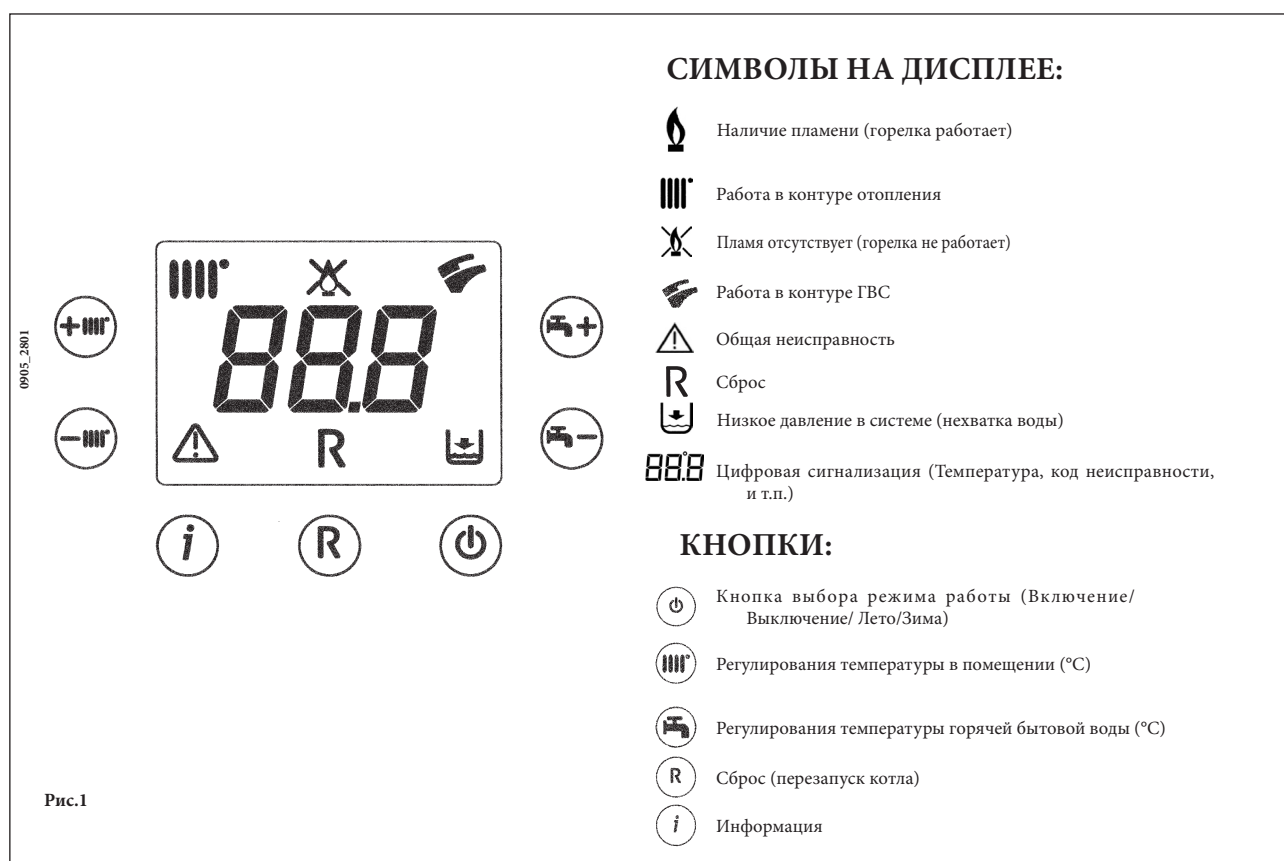 СИМВОЛЫ НА ДИСПЛЕЕ:
Наличие пламени (горелка работает)
Работа в контуре отопления
Пламя отсутствует (горелка не работает)
Работа в контуре ГВС
Общая неисправность
R Сброс
Низкое давление в системе (нехватка воды)
88.8 Цифровая сигнализация (Температура, код неисправности,
и т.п.)
КНОПКИ:
Кнопка выбора режима работы (Включение/
Выключение/ Лето/Зима)
Регулирования температуры в помещении (°C)
Регулирования температуры горячей бытовой воды (°C)
R Сброс (перезапуск котла)
i Информация
0905_2801
+
+
88.8
-
-
R
i R
Рис.1